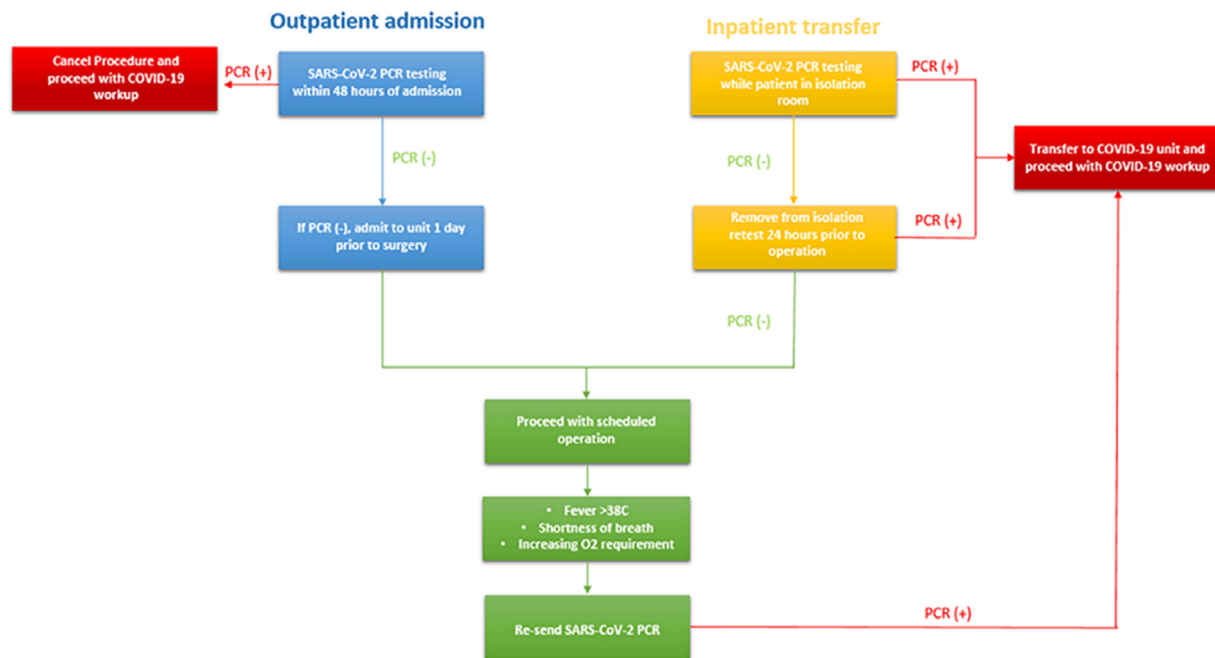 Outpatient admission
Inpatient transfer
Cancel Procedure and
proceed with COVID-19
workup
PCR (+)
SARS-CoV-2 PCR testing
within 48 hours of admission
SARS-CoV-2 PCR testing
while patient in isolation
room
PCR (+)
PCR (-)
PCR (-)
Transfer to COVID-19 unit and
proceed with COVID-19 workup
If PCR (-), admit to unit 1 day
prior to surgery
Remove from isolation
retest 24 hours prior to
operation
PCR (+)
PCR (-)
Proceed with scheduled
operation
• Fever >38C
• Shortness of breath
• Increasing O2 requirement
Re-send SARS-CoV-2 PCR
PCR (+)